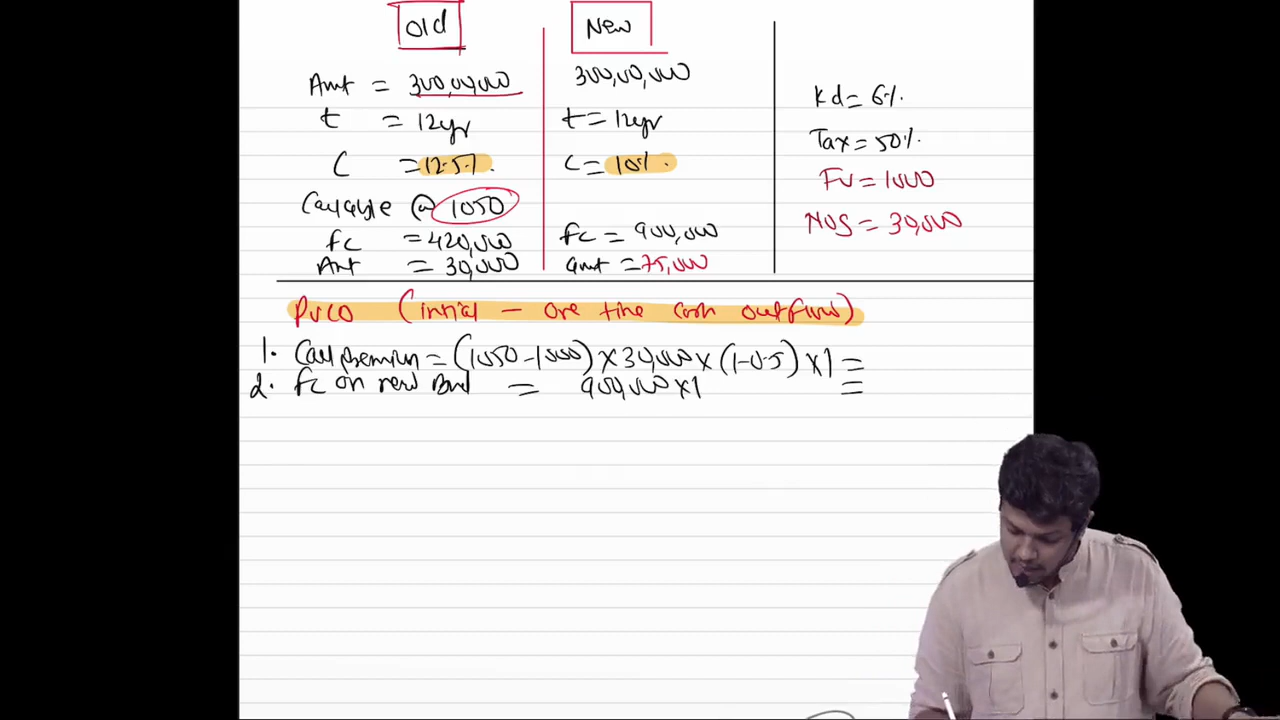 Old
New
Amt = 300,00,000
300,00,000
t = 12yr
t = 12yr
C = 12.5%.
C = 10%.
Callable @ 1050
fc = 420,000
fc = 900,000
Amt = 30,000
amt = 75,000
Kd = 6%.
Tax = 50%.
FV = 1000
NOS = 30,000
PVCO (initial - one time cash outflow)
1. Call premium = (1050 - 1000) x 30,000 x (1-0.5) x 1 =
2. fc on new Bond = 900,000 x 1 =